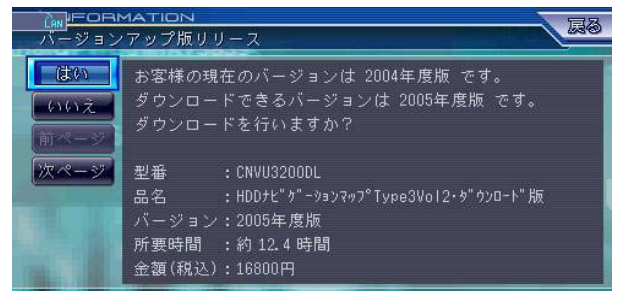 LAN INFORMATION
バージョンアップ版リリース
戻る
はい
いいえ
前ページ
次ページ
お客様の現在のバージョンは 2004年度版 です。
ダウンロードできるバージョンは 2005年度版 です。
ダウンロードを行いますか？
型番 ：CNVU3200DL
品名 ：HDDﾅﾋﾞｹﾞｰｼｮﾝﾏｯﾌﾟType3Vol2･ﾀﾞｳﾝﾛｰﾄﾞ版
バージョン：2005年度版
所要時間 ：約 12.4 時間
金額(税込)：16800円